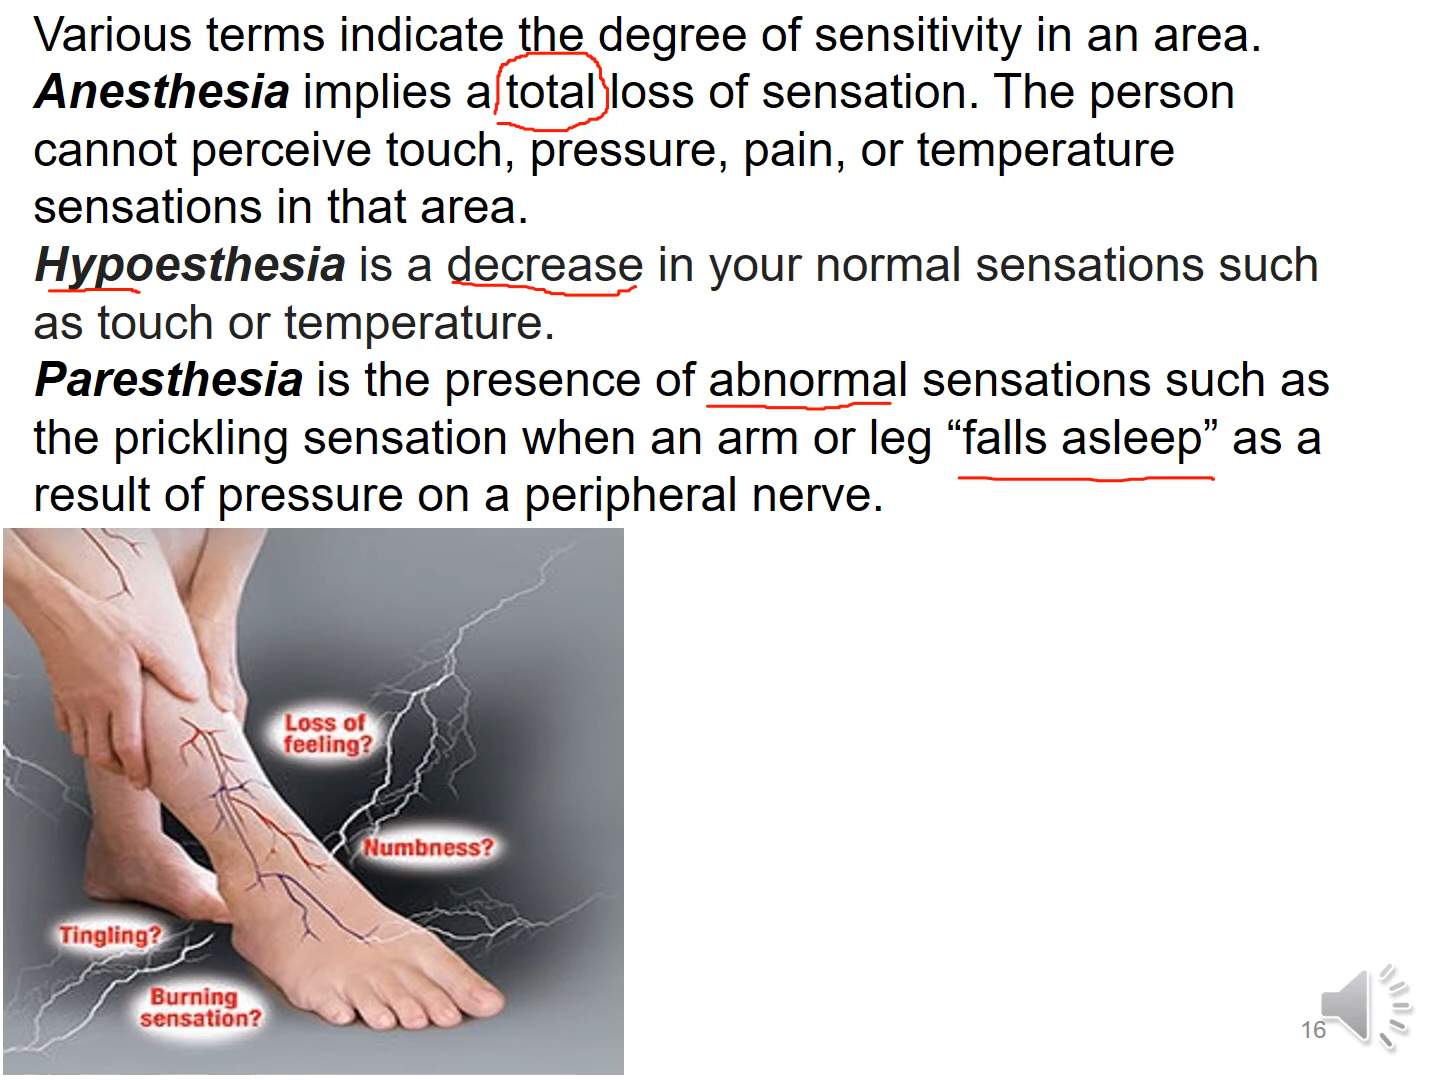 Various terms indicate the degree of sensitivity in an area.
Anesthesia implies a total loss of sensation. The person
cannot perceive touch, pressure, pain, or temperature
sensations in that area.
Hypoesthesia is a decrease in your normal sensations such
as touch or temperature.
Paresthesia is the presence of abnormal sensations such as
the prickling sensation when an arm or leg “falls asleep” as a
result of pressure on a peripheral nerve.
Loss of
feeling?
Numbness?
Tingling?
Burning
sensation?
16